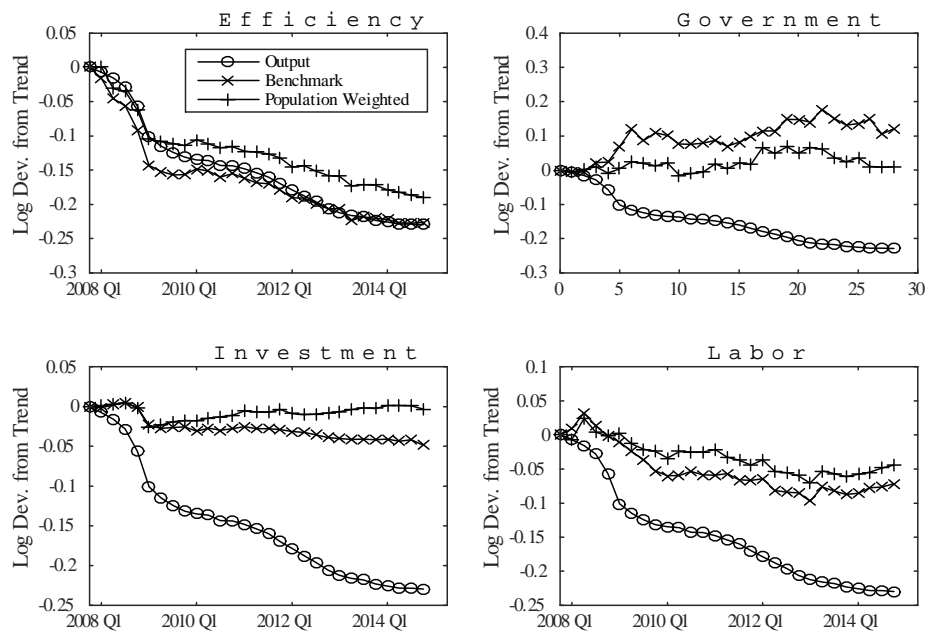 Efficiency
0.05
0
-0.05
-0.1
-0.15
-0.2
-0.25
-0.3
Log Dev. from Trend
Output
Benchmark
Population Weighted
2008 Q1 2010 Q1 2012 Q1 2014 Q1
Government
0.4
0.3
0.2
0.1
0
-0.1
-0.2
-0.3
Log Dev. from Trend
0 5 10 15 20 25 30
Investment
0.05
0
-0.05
-0.1
-0.15
-0.2
-0.25
Log Dev. from Trend
2008 Q1 2010 Q1 2012 Q1 2014 Q1
Labor
0.1
0.05
0
-0.05
-0.1
-0.15
-0.2
-0.25
Log Dev. from Trend
2008 Q1 2010 Q1 2012 Q1 2014 Q1